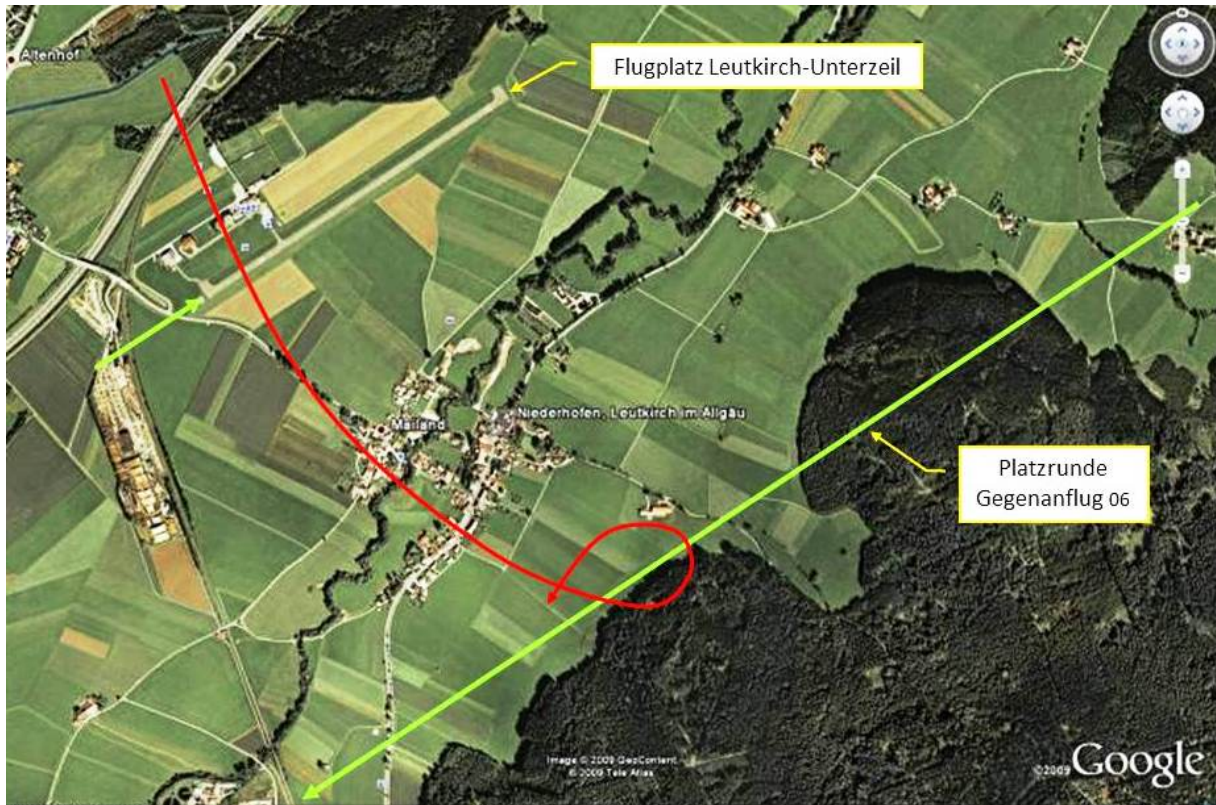 Altenhof
Flugplatz Leutkirch-Unterzeil
Mailand
Niederhofen, Leutkirch im Allgäu
Platzrunde
Gegenanflug 06
Image © 2009 GeoContent
© 2009 Tele Atlas
©2009 Google